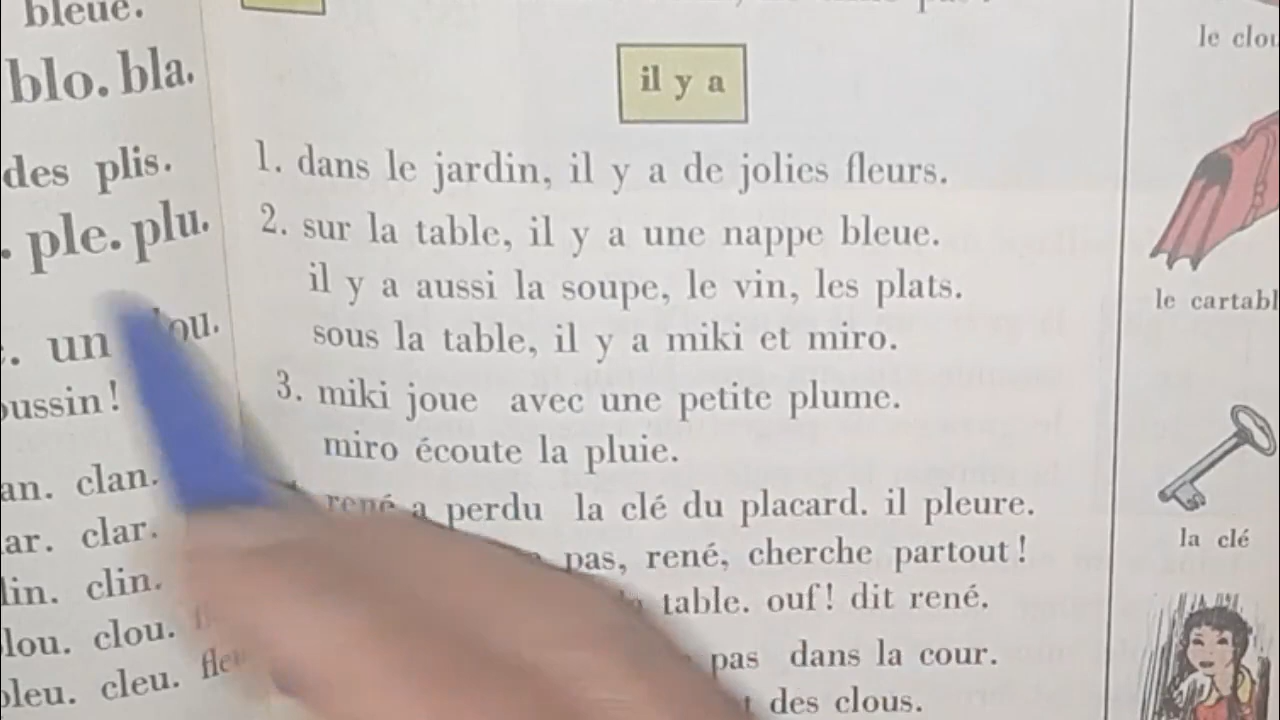 bleue.
blo. bla.
des plis.
ple. plu.
un
an. clan.
ar. clar.
lin. clin.
lou. clou.
bleu. cleu.
il y a
1. dans le jardin, il y a de jolies fleurs.
2. sur la table, il y a une nappe bleue.
il y a aussi la soupe, le vin, les plats.
sous la table, il y a miki et miro.
3. miki joue avec une petite plume.
miro écoute la pluie.
rené a perdu la clé du placard. il pleure.
pas, rené, cherche partout!
table. ouf! dit rené.
pas dans la cour.
des clous.
le clou
le cartabl
la clé